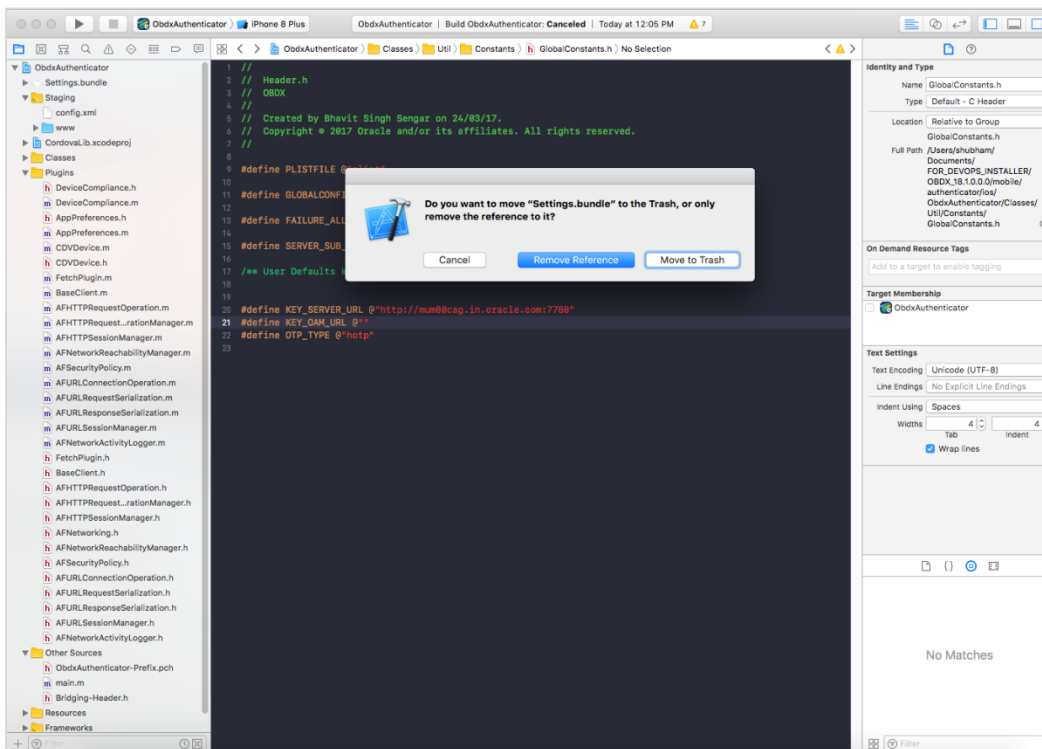 ObdxAuthenticator
iPhone 8 Plus
ObdxAuthenticator | Build ObdxAuthenticator: Canceled | Today at 12:05 PM
7
ObdxAuthenticator
Settings.bundle
Staging
config.xml
www
CordovaLib.xcodeproj
Classes
Plugins
h DeviceCompliance.h
m DeviceCompliance.m
h AppPreferences.h
m AppPreferences.m
m CDVDevice.m
h CDVDevice.h
m FetchPlugin.m
m BaseClient.m
m AFHTTPRequestOperation.m
m AFHTTPRequest...rationManager.m
m AFHTTPSessionManager.m
m AFNetworkReachabilityManager.m
m AFSecurityPolicy.m
m AFURLConnectionOperation.m
m AFURLRequestSerialization.m
m AFURLResponseSerialization.m
m AFURLSessionManager.m
m AFNetworkActivityLogger.m
h FetchPlugin.h
h BaseClient.h
h AFHTTPRequestOperation.h
h AFHTTPRequest...rationManager.h
h AFHTTPSessionManager.h
h AFNetworking.h
h AFNetworkReachabilityManager.h
h AFSecurityPolicy.h
h AFURLConnectionOperation.h
h AFURLRequestSerialization.h
h AFURLResponseSerialization.h
h AFURLSessionManager.h
h AFNetworkActivityLogger.h
Other Sources
h ObdxAuthenticator-Prefix.pch
m main.m
h Bridging-Header.h
Resources
Frameworks
Filter
ObdxAuthenticator
Classes
Util
Constants
h GlobalConstants.h
No Selection
1 //
2 // Header.h
3 // OBDX
4 //
5 // Created by Bhavit Singh Sengar on 24/03/17.
6 // Copyright © 2017 Oracle and/or its affiliates. All rights reserved.
7 //
8
9 #define PLISTFILE
10
11 #define GLOBALCONFI
12
13 #define FAILURE_ALL
14
15 #define SERVER_SUB_
16
17 /** User Defaults
18
19
20 #define KEY_SERVER_URL @"http://mum00cag.in.oracle.com:7780"
21 #define KEY_OAM_URL @""
22 #define OTP_TYPE @"hotp"
23
Do you want to move “Settings.bundle” to the Trash, or only
remove the reference to it?
Cancel
Remove Reference
Move to Trash
Identity and Type
Name GlobalConstants.h
Type Default - C Header
Location Relative to Group
GlobalConstants.h
Full Path /Users/shubham/
Documents/
FOR_DEVOPS_INSTALLER/
OBDX_18.1.0.0.0/mobile/
authenticator/ios/
ObdxAuthenticator/Classes/
Util/Constants/
GlobalConstants.h
On Demand Resource Tags
Add to a target to enable tagging
Target Membership
ObdxAuthenticator
Text Settings
Text Encoding Unicode (UTF-8)
Line Endings No Explicit Line Endings
Indent Using Spaces
Widths 4 4
Tab Indent
Wrap lines
No Matches
Filter